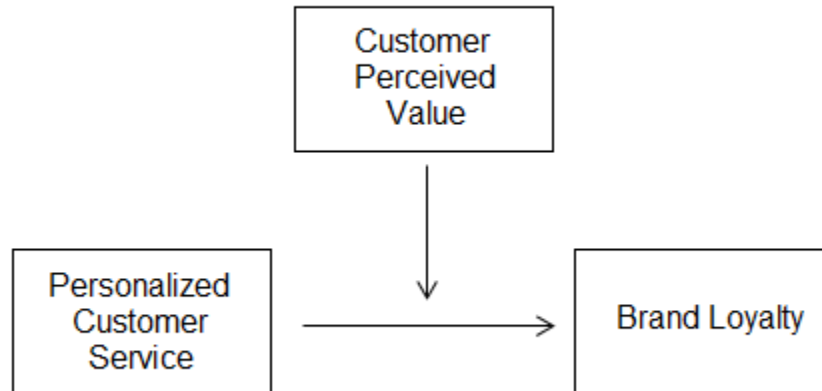 Customer
Perceived
Value
Personalized
Customer
Service
Brand Loyalty